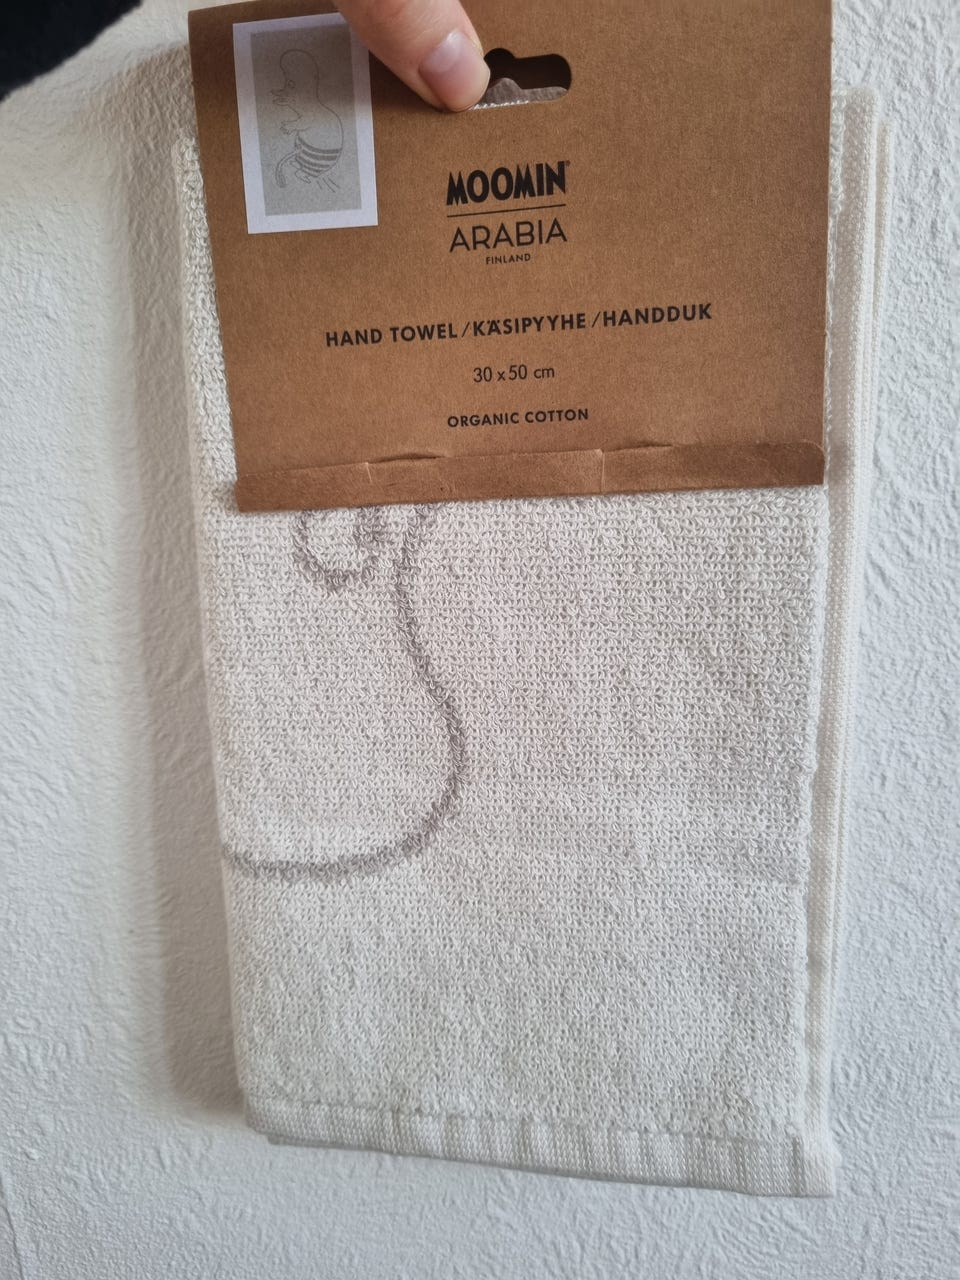 MOOMIN
ARABIA
FINLAND
HAND TOWEL/KÄSIPYYHE/HANDDUK
30 x 50 cm
ORGANIC COTTON